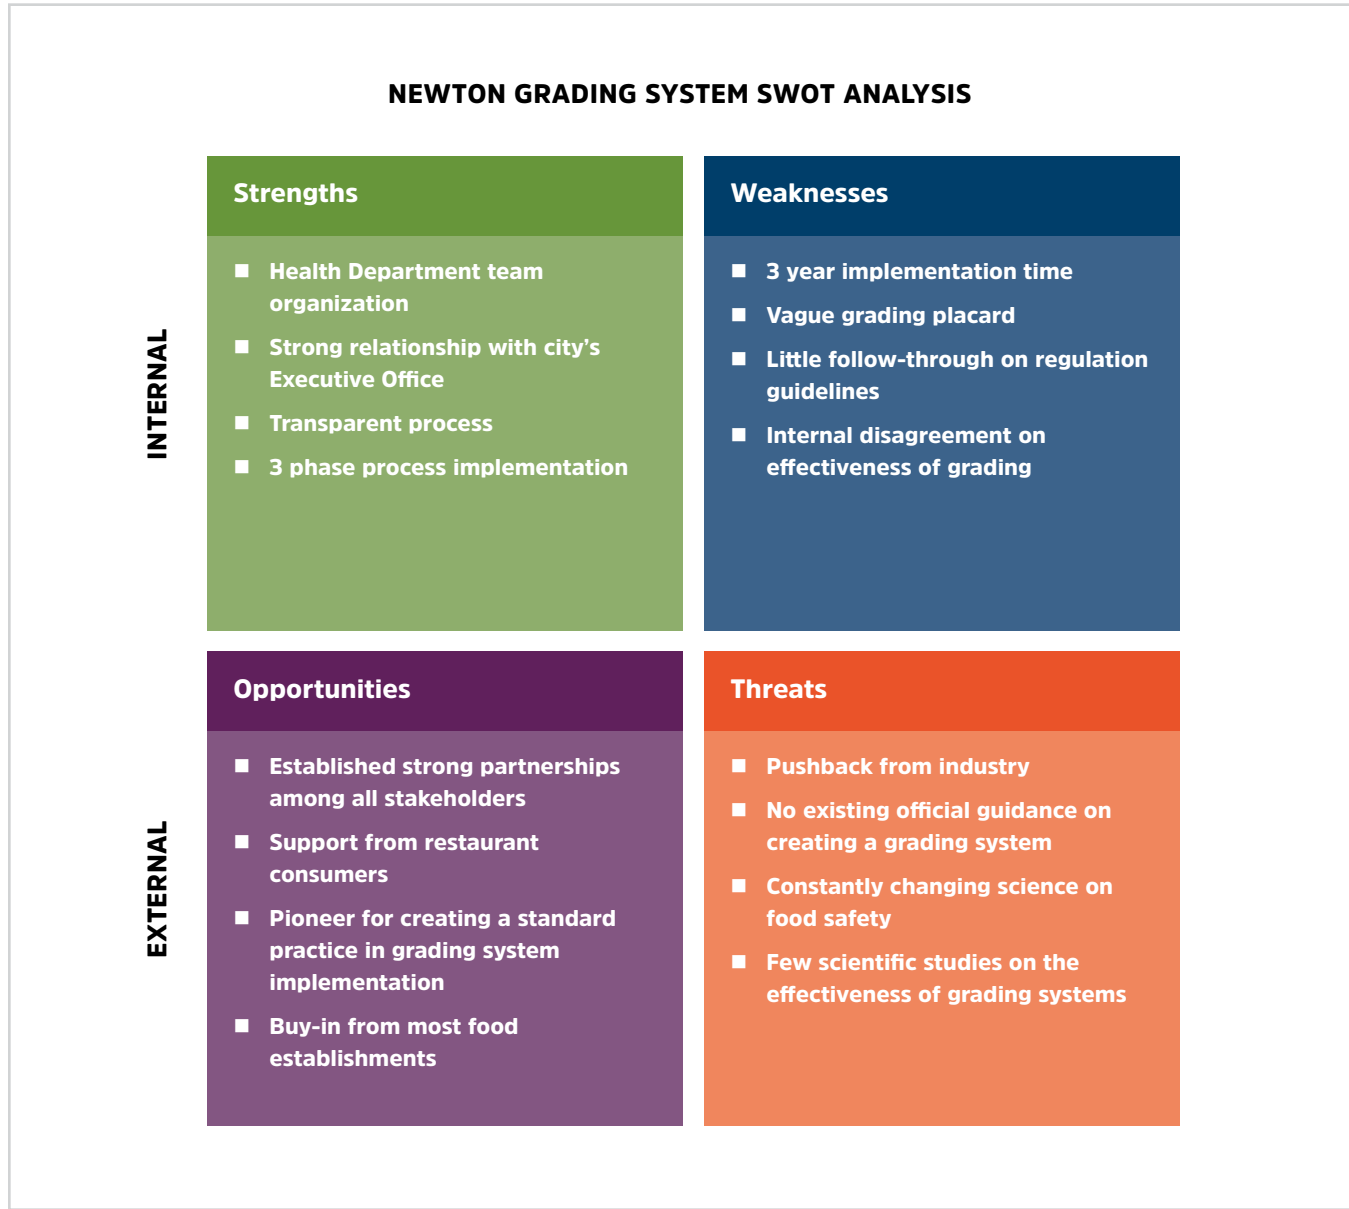 NEWTON GRADING SYSTEM SWOT ANALYSIS
INTERNAL
Strengths
■ Health Department team
organization
■ Strong relationship with city’s
Executive Office
■ Transparent process
■ 3 phase process implementation
Weaknesses
■ 3 year implementation time
■ Vague grading placard
■ Little follow-through on regulation
guidelines
■ Internal disagreement on
effectiveness of grading
EXTERNAL
Opportunities
■ Established strong partnerships
among all stakeholders
■ Support from restaurant
consumers
■ Pioneer for creating a standard
practice in grading system
implementation
■ Buy-in from most food
establishments
Threats
■ Pushback from industry
■ No existing official guidance on
creating a grading system
■ Constantly changing science on
food safety
■ Few scientific studies on the
effectiveness of grading systems